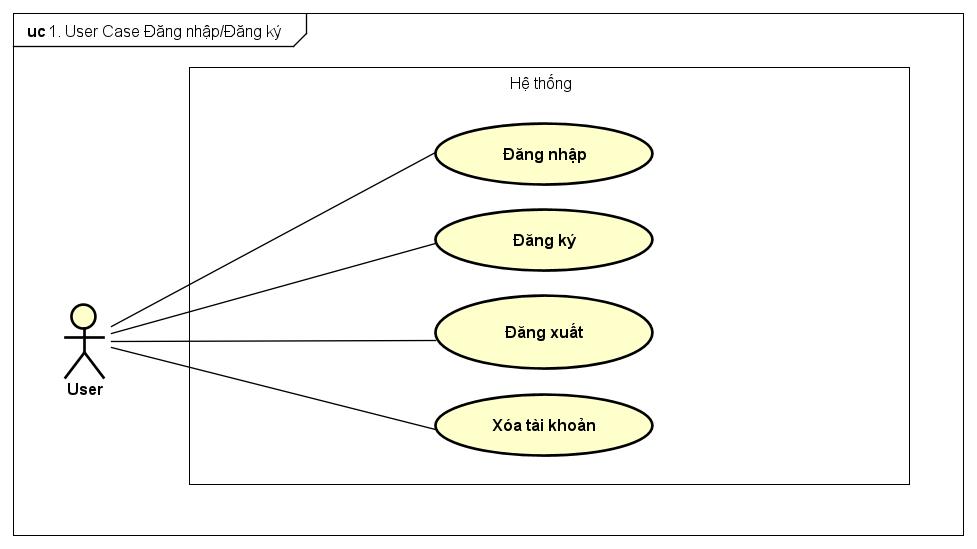 uc 1. User Case Đăng nhập/Đăng ký
Hệ thống
Đăng nhập
Đăng ký
Đăng xuất
Xóa tài khoản
User